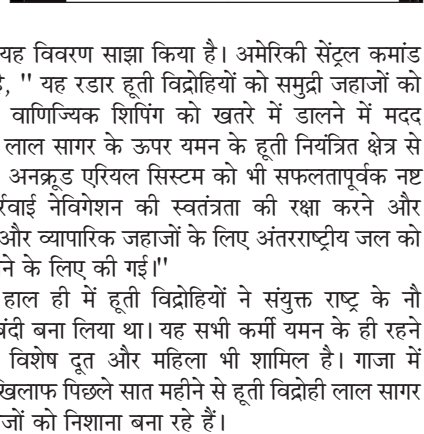 यह विवरण साझा किया है। अमेरिकी सेंट्रल कमांड
" यह रडार हूती विद्रोहियों को समुद्री जहाजों को
वाणिज्यिक शिपिंग को खतरे में डालने में मदद
लाल सागर के ऊपर यमन के हूती नियंत्रित क्षेत्र से
अनक्रूड एरियल सिस्टम को भी सफलतापूर्वक नष्ट
नेविगेशन की स्वतंत्रता की रक्षा करने और
और व्यापारिक जहाजों के लिए अंतरराष्ट्रीय जल को
ने के लिए की गई।"
हाल ही में हूती विद्रोहियों ने संयुक्त राष्ट्र के नौ
बंदी बना लिया था। यह सभी कर्मी यमन के ही रहने
विशेष दूत और महिला भी शामिल है। गाजा में
खिलाफ पिछले सात महीने से हूती विद्रोही लाल सागर
जों को निशाना बना रहे हैं।